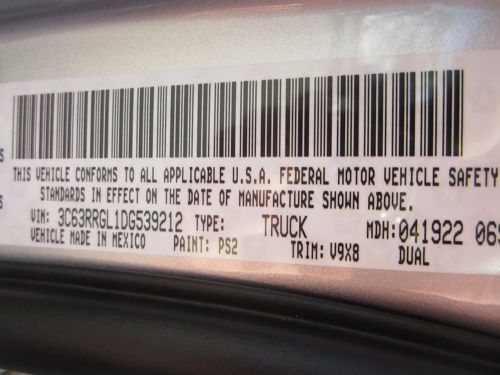 THIS VEHICLE CONFORMS TO ALL APPLICABLE U.S.A. FEDERAL MOTOR VEHICLE SAFETY
STANDARDS IN EFFECT ON THE DATE OF MANUFACTURE SHOWN ABOVE.
VIN: 3C63RRGL1DG539212 TYPE: TRUCK MDH: 041922 069
VEHICLE MADE IN MEXICO PAINT: PS2 TRIM: V9X8 DUAL